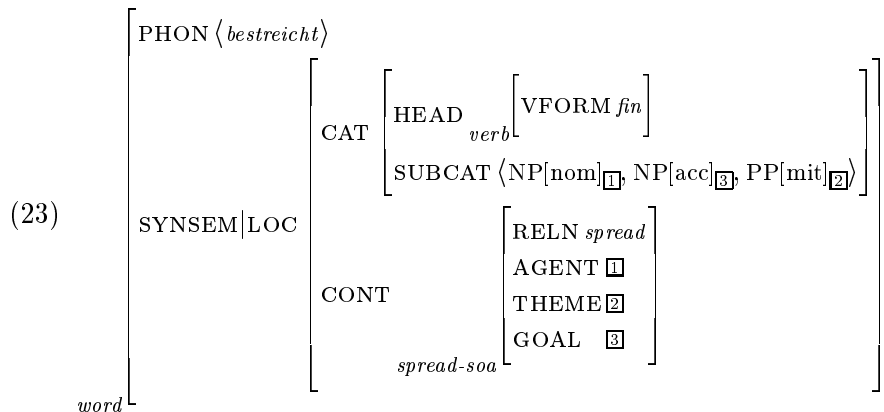 PHON ⟨bestreicht⟩
HEAD verb[VFORM fin]
CAT
SUBCAT ⟨NP[nom]1, NP[acc]3, PP[mit]2⟩
(23) SYNSEM|LOC
RELN spread
AGENT 1
CONT
THEME 2
GOAL 3
spread-soa
word